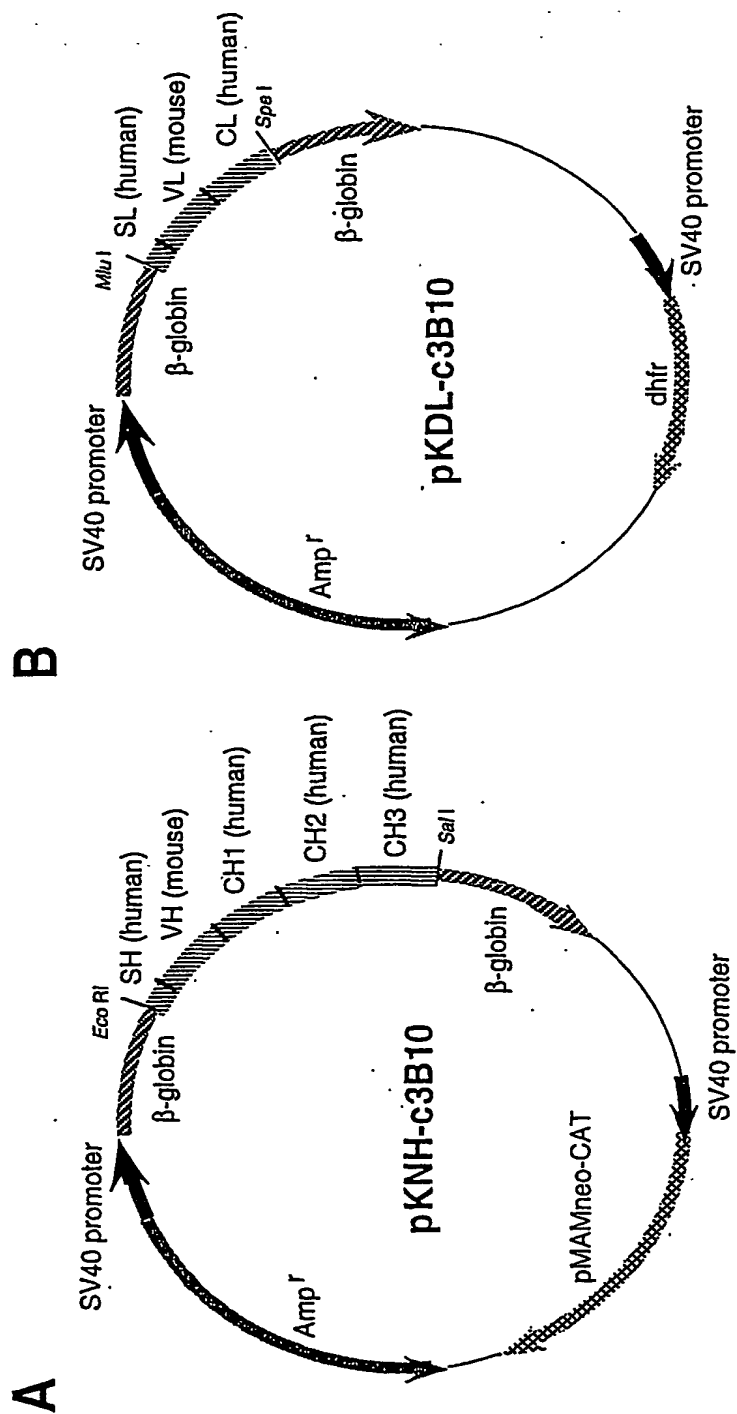 A
SV40 promoter
β-globin
Eco RI
SH (human)
VH (mouse)
CH1 (human)
CH2 (human)
CH3 (human)
Sal I
β-globin
pKNH-c3B10
Amp r
pMAMneo-CAT
SV40 promoter
B
SV40 promoter
β-globin
Mlu I
SL (human)
VL (mouse)
CL (human)
Spe I
β-globin
pKDL-c3B10
Amp r
dhfr
SV40 promoter